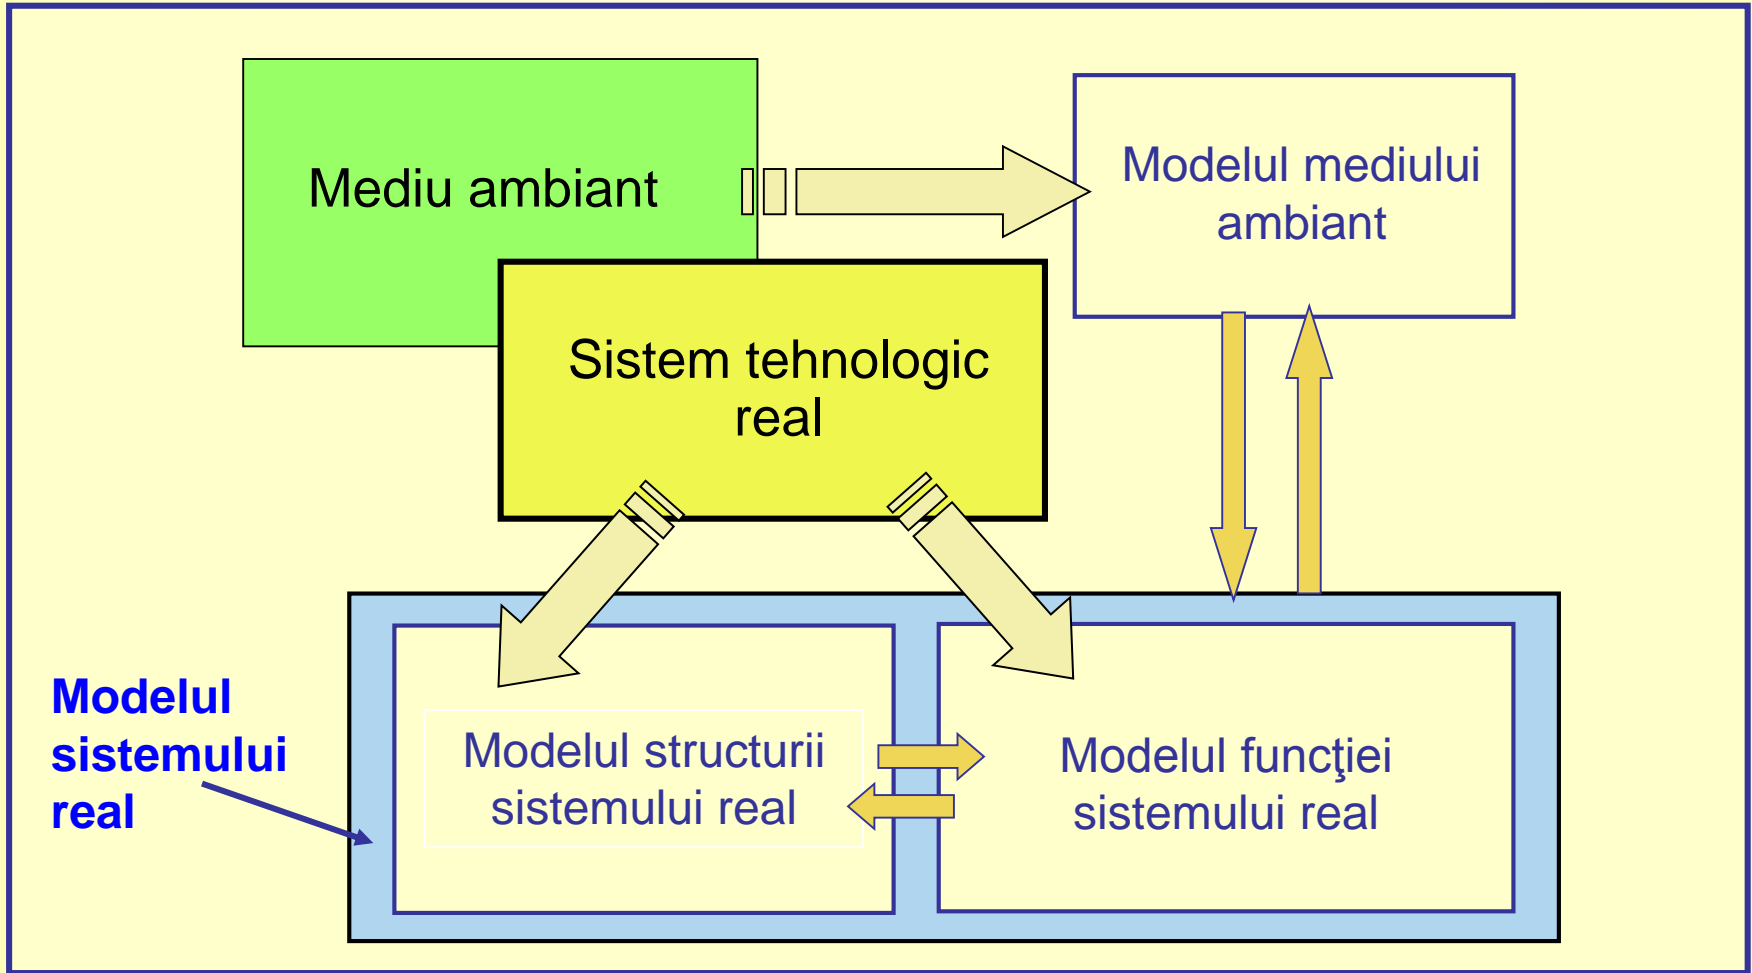 Mediu ambiant
Modelul mediului
ambiant
Sistem tehnologic
real
Modelul
sistemului
real
Modelul structurii
sistemului real
Modelul funcţiei
sistemului real